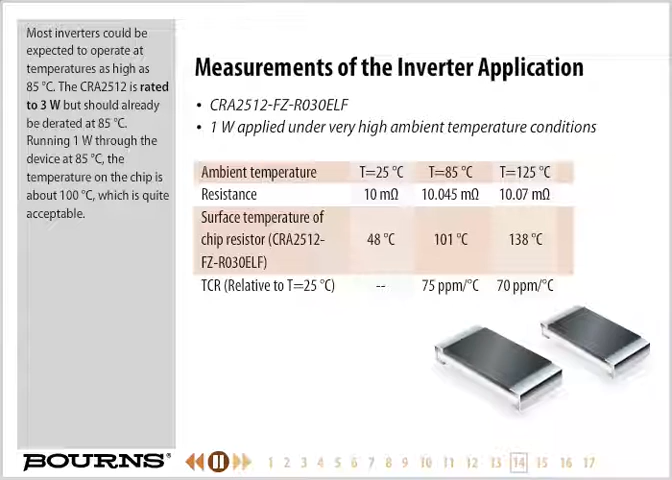 Most inverters could be
expected to operate at
temperatures as high as
85 °C. The CRA2512 is rated
to 3 W but should already
be derated at 85 °C.
Running 1 W through the
device at 85 °C, the
temperature on the chip is
about 100 °C, which is quite
acceptable.
Measurements of the Inverter Application
• CRA2512-FZ-R030ELF
• 1 W applied under very high ambient temperature conditions
Ambient temperature T=25 °C T=85 °C T=125 °C
Resistance 10 mΩ 10.045 mΩ 10.07 mΩ
Surface temperature of
chip resistor (CRA2512- 48 °C 101 °C 138 °C
FZ-R030ELF)
TCR (Relative to T=25 °C) -- 75 ppm/°C 70 ppm/°C
BOURNS®
1 2 3 4 5 6 7 8 9 10 11 12 13 14 15 16 17